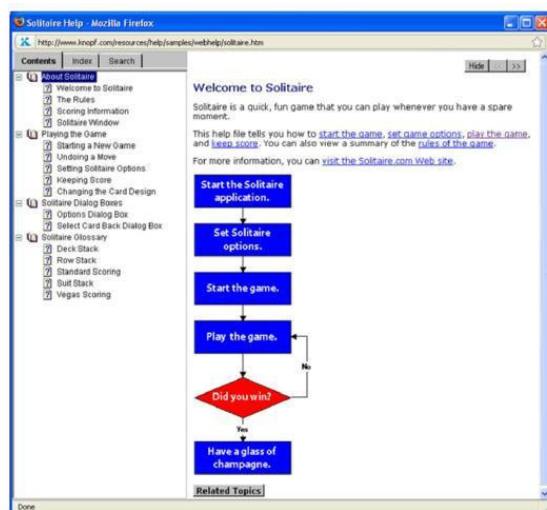 Solitaire Help - Mozilla Firefox
http://www.knopf.com/resources/help/samples/webhelp/solitaire.htm
Contents Index Search
About Solitaire
Welcome to Solitaire
The Rules
Scoring Information
Solitaire Window
Playing the Game
Starting a New Game
Undoing a Move
Setting Solitaire Options
Keeping Score
Changing the Card Design
Solitaire Dialog Boxes
Options Dialog Box
Select Card Back Dialog Box
Solitaire Glossary
Deck Stack
Row Stack
Standard Scoring
Suit Stack
Vegas Scoring
Hide << >>
Welcome to Solitaire
Solitaire is a quick, fun game that you can play whenever you have a spare
moment.
This help file tells you how to start the game, set game options, play the game,
and keep score. You can also view a summary of the rules of the game.
For more information, you can visit the Solitaire.com Web site.
Start the Solitaire
application.
Set Solitaire
options.
Start the game.
Play the game.
No
Did you win?
Yes
Have a glass of
champagne.
Related Topics
Done